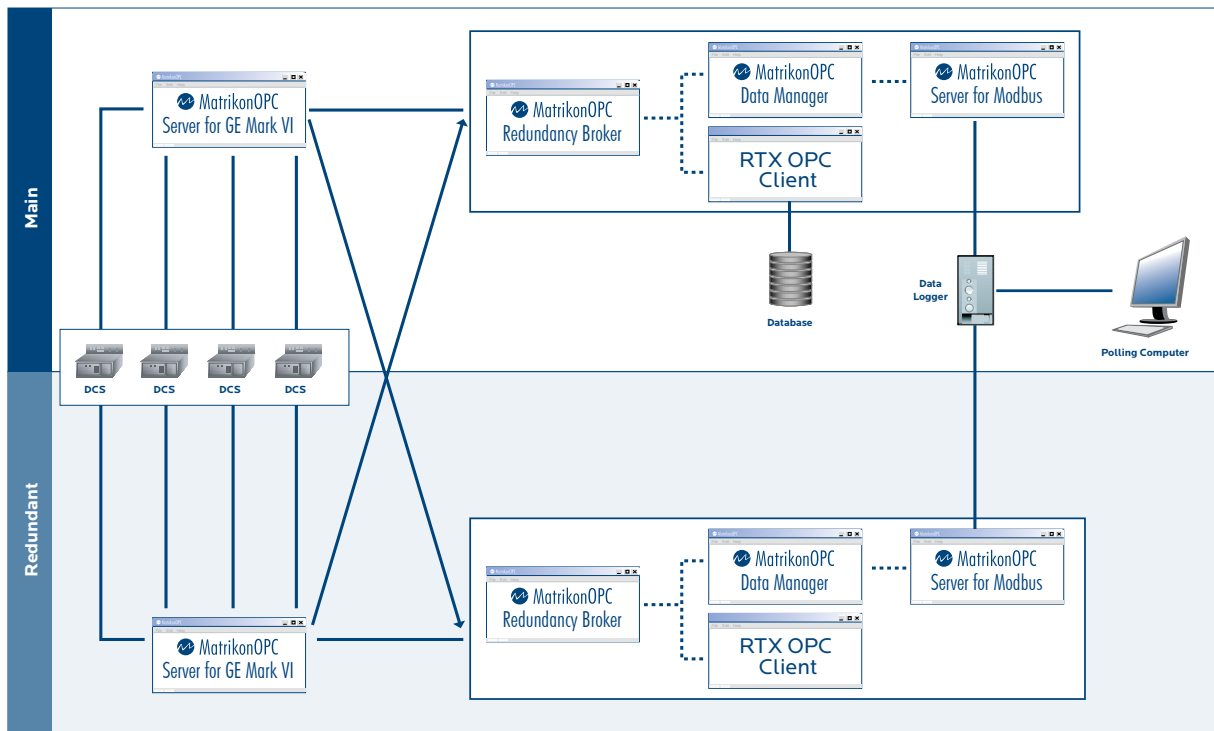 Main
MatrikonOPC
Server for GE Mark VI
MatrikonOPC
Redundancy Broker
MatrikonOPC
Data Manager
MatrikonOPC
Server for Modbus
RTX OPC
Client
Database
Data
Logger
Polling Computer
DCS
DCS
DCS
DCS
Redundant
MatrikonOPC
Server for GE Mark VI
MatrikonOPC
Redundancy Broker
MatrikonOPC
Data Manager
MatrikonOPC
Server for Modbus
RTX OPC
Client